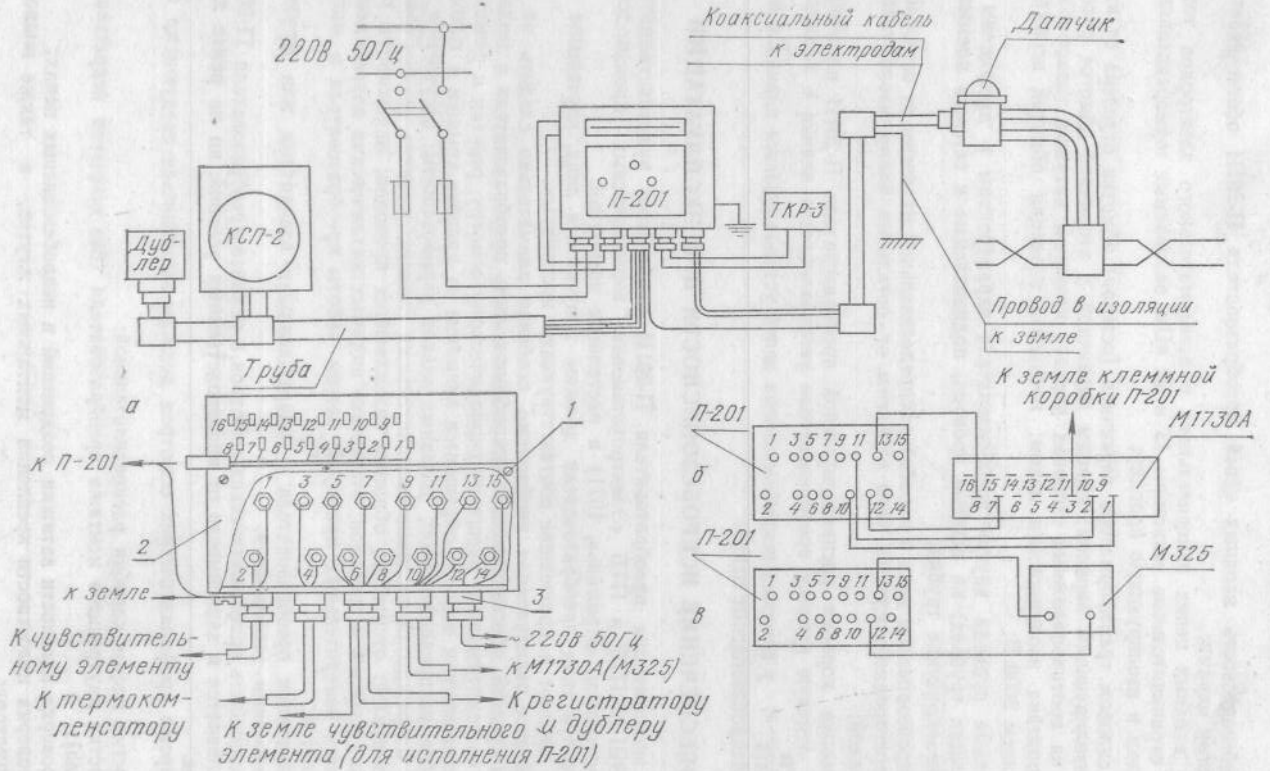 Коаксиальный кабель
к электродам
Датчик
220В 50Гц
П-201
ТКР-3
КСП-2
Дуб-
лер
Труба
Провод в изоляции
к земле
а
16 15 14 13 12 11 10 9
8 7 6 5 4 3 2 1
1
к П-201
1 3 5 7 9 11 13 15
2
2 4 6 8 10 12 14
к земле
3
К чувствитель-
ному элементу
~ 220В 50Гц
к М1730А(М325)
К термоком-
пенсатору
К регистратору
и дублеру
К земле чувствительного
элемента (для исполнения П-201)
К земле клеммной
коробки П-201
П-201
М1730А
1 3 5 7 9 11 13 15
б
2 4 6 8 10 12 14
16 15 14 13 12 11 10 9
8 7 6 5 4 3 2 1
П-201
М325
1 3 5 7 9 11 13 15
в
2 4 6 8 10 12 14